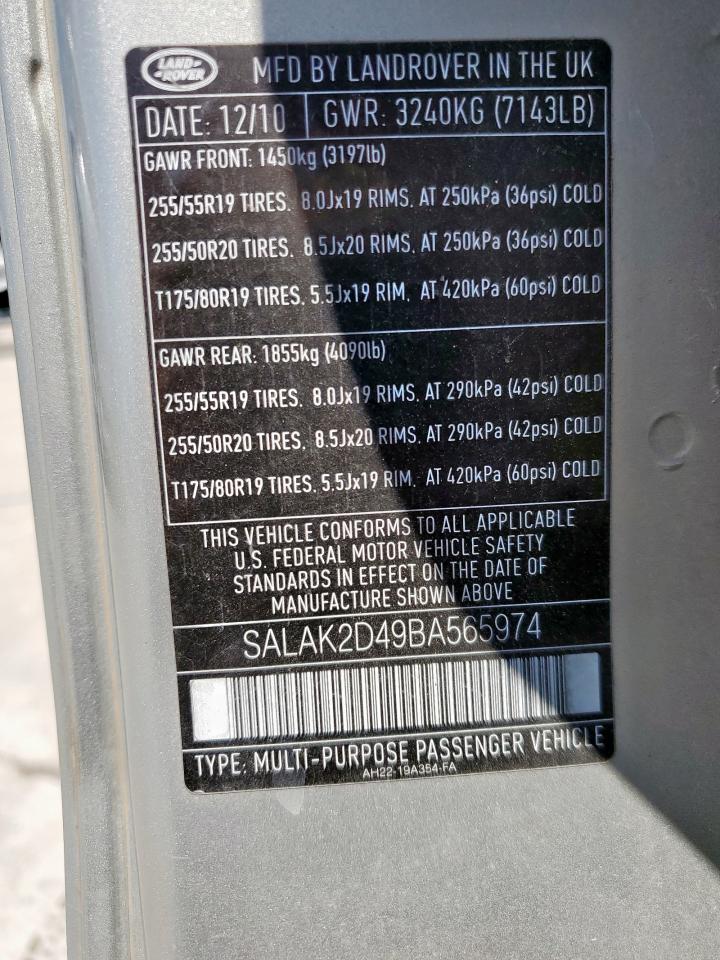 LAND ROVER MFD BY LANDROVER IN THE UK
DATE: 12/10 GWR: 3240KG (7143LB)
GAWR FRONT: 1450kg (3197lb)
255/55R19 TIRES. 8.0Jx19 RIMS. AT 250kPa (36psi) COLD
255/50R20 TIRES. 8.5Jx20 RIMS. AT 250kPa (36psi) COLD
T175/80R19 TIRES. 5.5Jx19 RIM. AT 420kPa (60psi) COLD
GAWR REAR: 1855kg (4090lb)
255/55R19 TIRES. 8.0Jx19 RIMS. AT 290kPa (42psi) COLD
255/50R20 TIRES. 8.5Jx20 RIMS. AT 290kPa (42psi) COLD
T175/80R19 TIRES. 5.5Jx19 RIM. AT 420kPa (60psi) COLD
THIS VEHICLE CONFORMS TO ALL APPLICABLE
U.S. FEDERAL MOTOR VEHICLE SAFETY
STANDARDS IN EFFECT ON THE DATE OF
MANUFACTURE SHOWN ABOVE
SALAK2D49BA565974
TYPE: MULTI-PURPOSE PASSENGER VEHICLE
AH22-19A354-FA